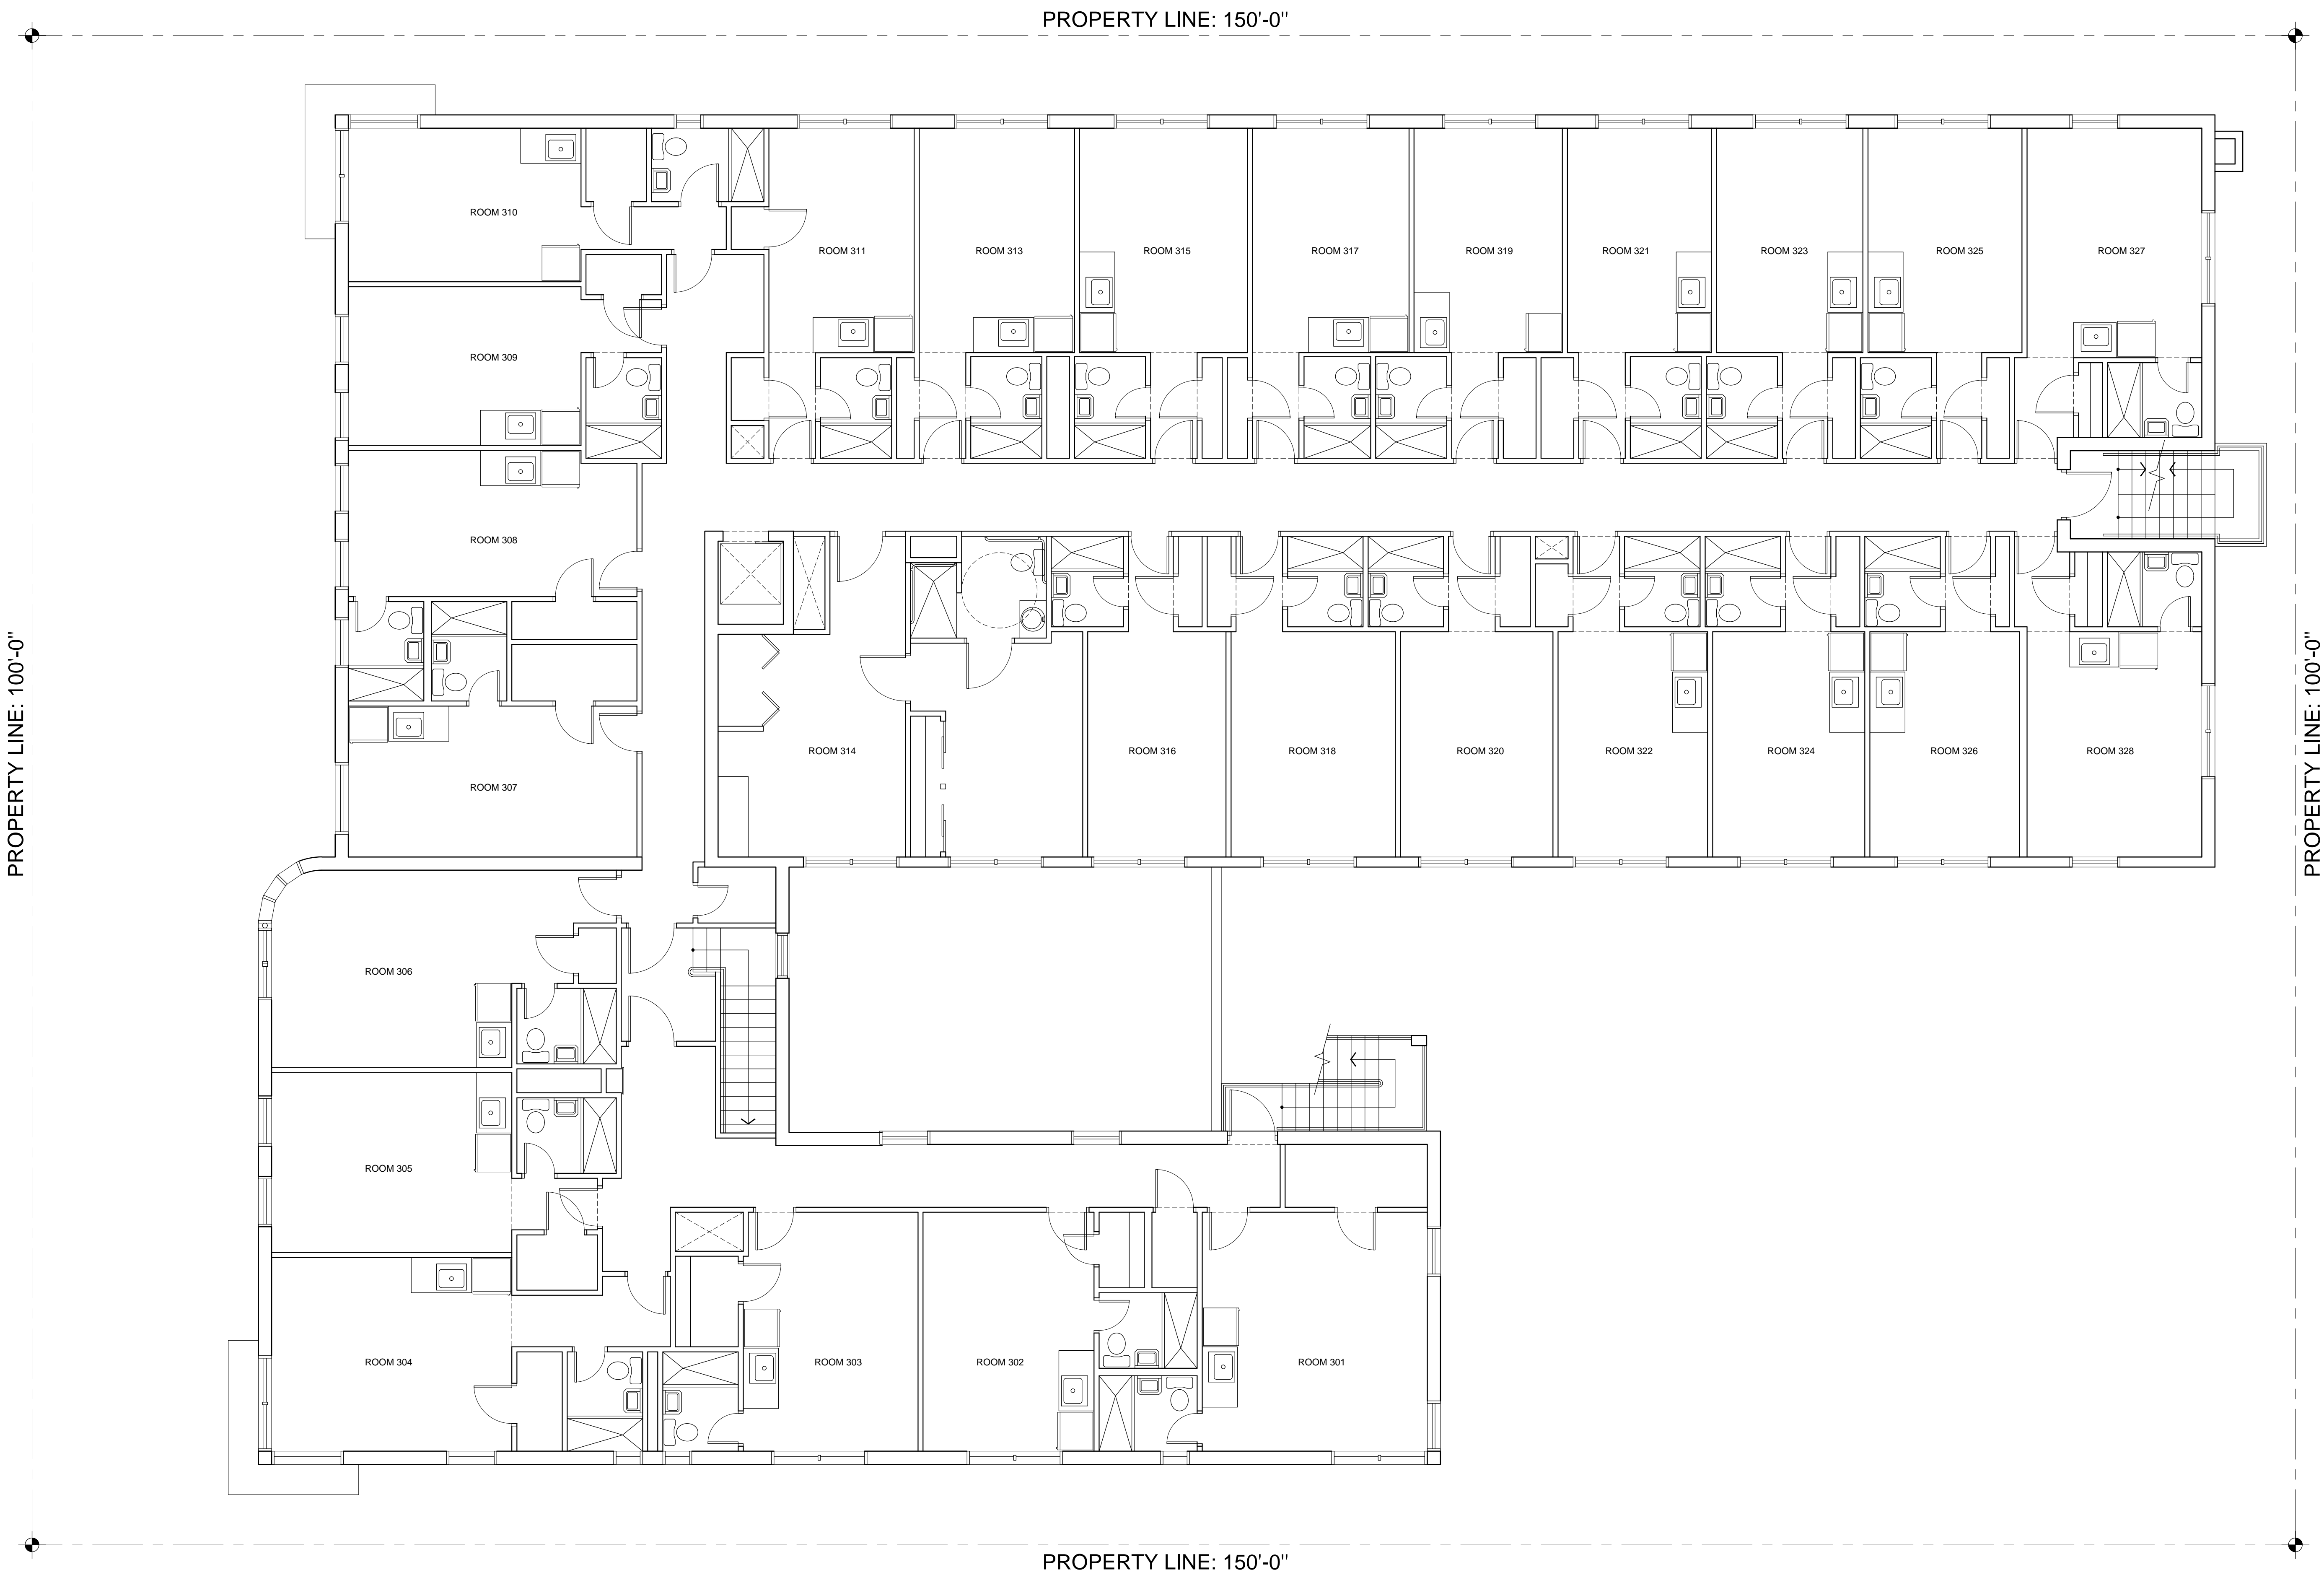 PROPERTY LINE: 150'-0"
ROOM 310
ROOM 311
ROOM 313
ROOM 315
ROOM 317
ROOM 319
ROOM 321
ROOM 323
ROOM 325
ROOM 327
ROOM 309
ROOM 308
PROPERTY LINE: 100'-0"
PROPERTY LINE: 100'-0"
ROOM 314
ROOM 316
ROOM 318
ROOM 320
ROOM 322
ROOM 324
ROOM 326
ROOM 328
ROOM 307
ROOM 306
ROOM 305
ROOM 304
ROOM 303
ROOM 302
ROOM 301
PROPERTY LINE: 150'-0"